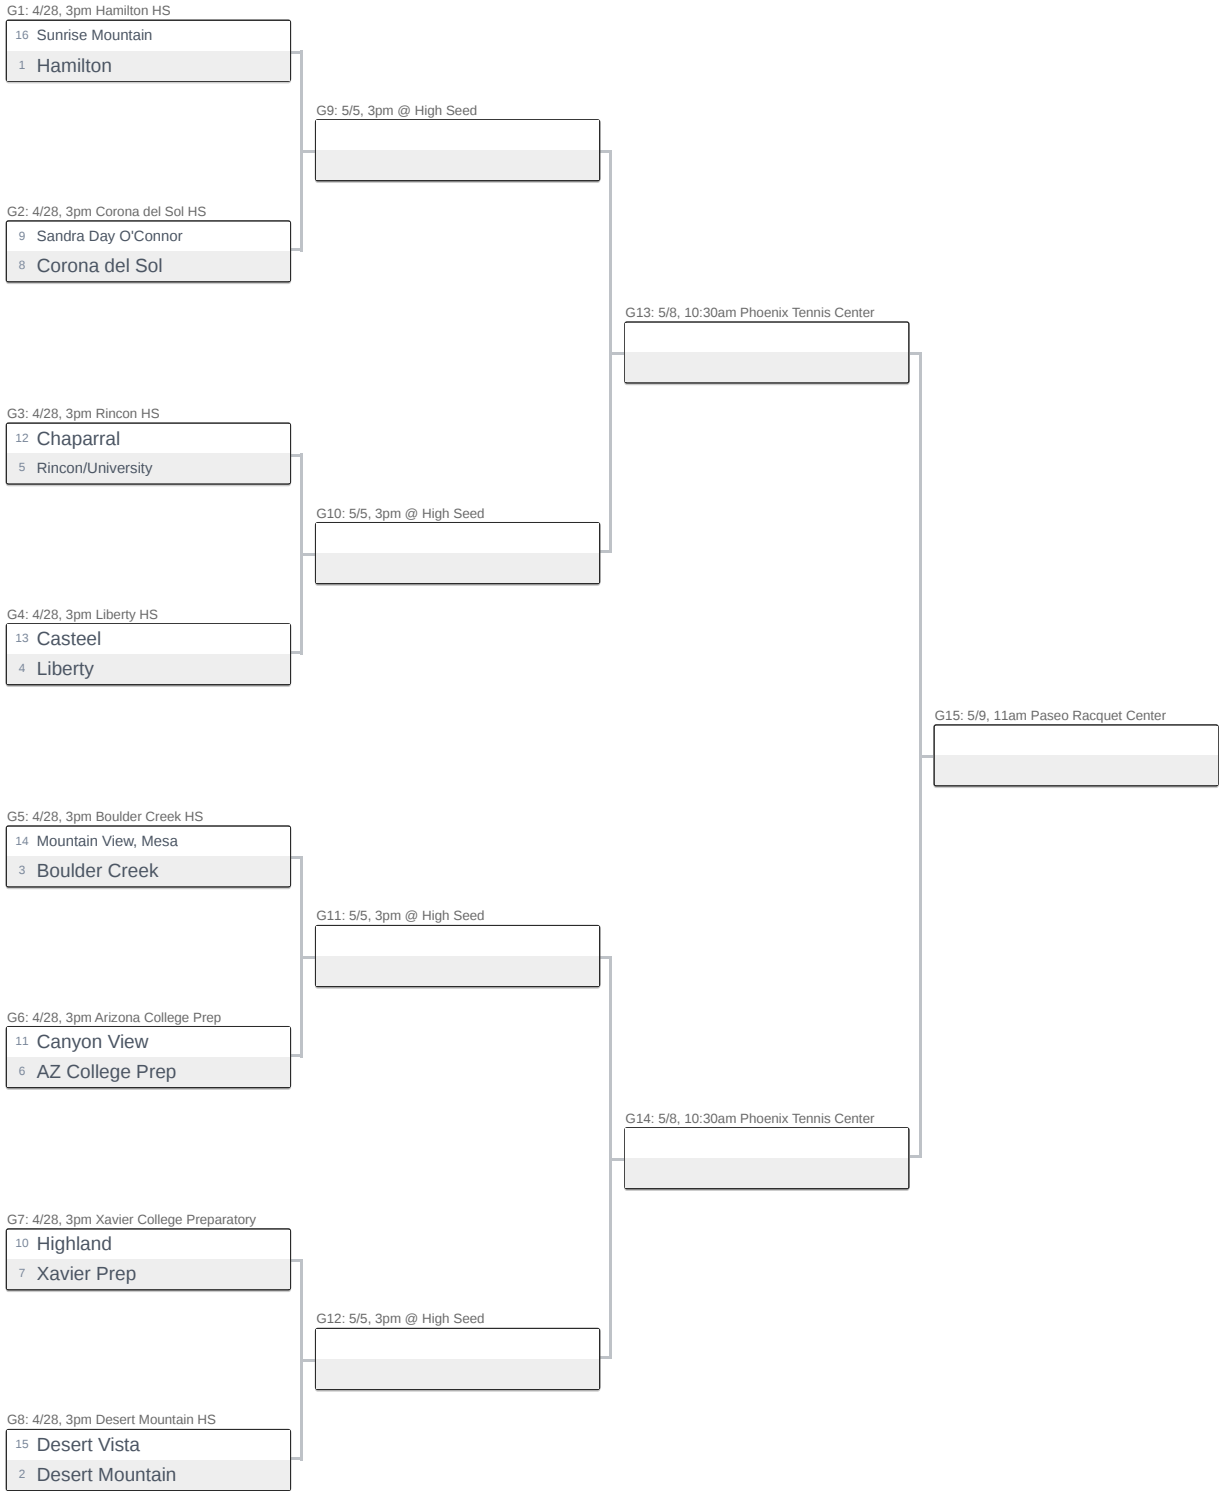 G1: 4/28, 3pm Hamilton HS
16 Sunrise Mountain
1 Hamilton
G9: 5/5, 3pm @ High Seed
G2: 4/28, 3pm Corona del Sol HS
9 Sandra Day O'Connor
8 Corona del Sol
G13: 5/8, 10:30am Phoenix Tennis Center
G3: 4/28, 3pm Rincon HS
12 Chaparral
5 Rincon/University
G10: 5/5, 3pm @ High Seed
G4: 4/28, 3pm Liberty HS
13 Casteel
4 Liberty
G15: 5/9, 11am Paseo Racquet Center
G5: 4/28, 3pm Boulder Creek HS
14 Mountain View, Mesa
3 Boulder Creek
G11: 5/5, 3pm @ High Seed
G6: 4/28, 3pm Arizona College Prep
11 Canyon View
6 AZ College Prep
G14: 5/8, 10:30am Phoenix Tennis Center
G7: 4/28, 3pm Xavier College Preparatory
10 Highland
7 Xavier Prep
G12: 5/5, 3pm @ High Seed
G8: 4/28, 3pm Desert Mountain HS
15 Desert Vista
2 Desert Mountain